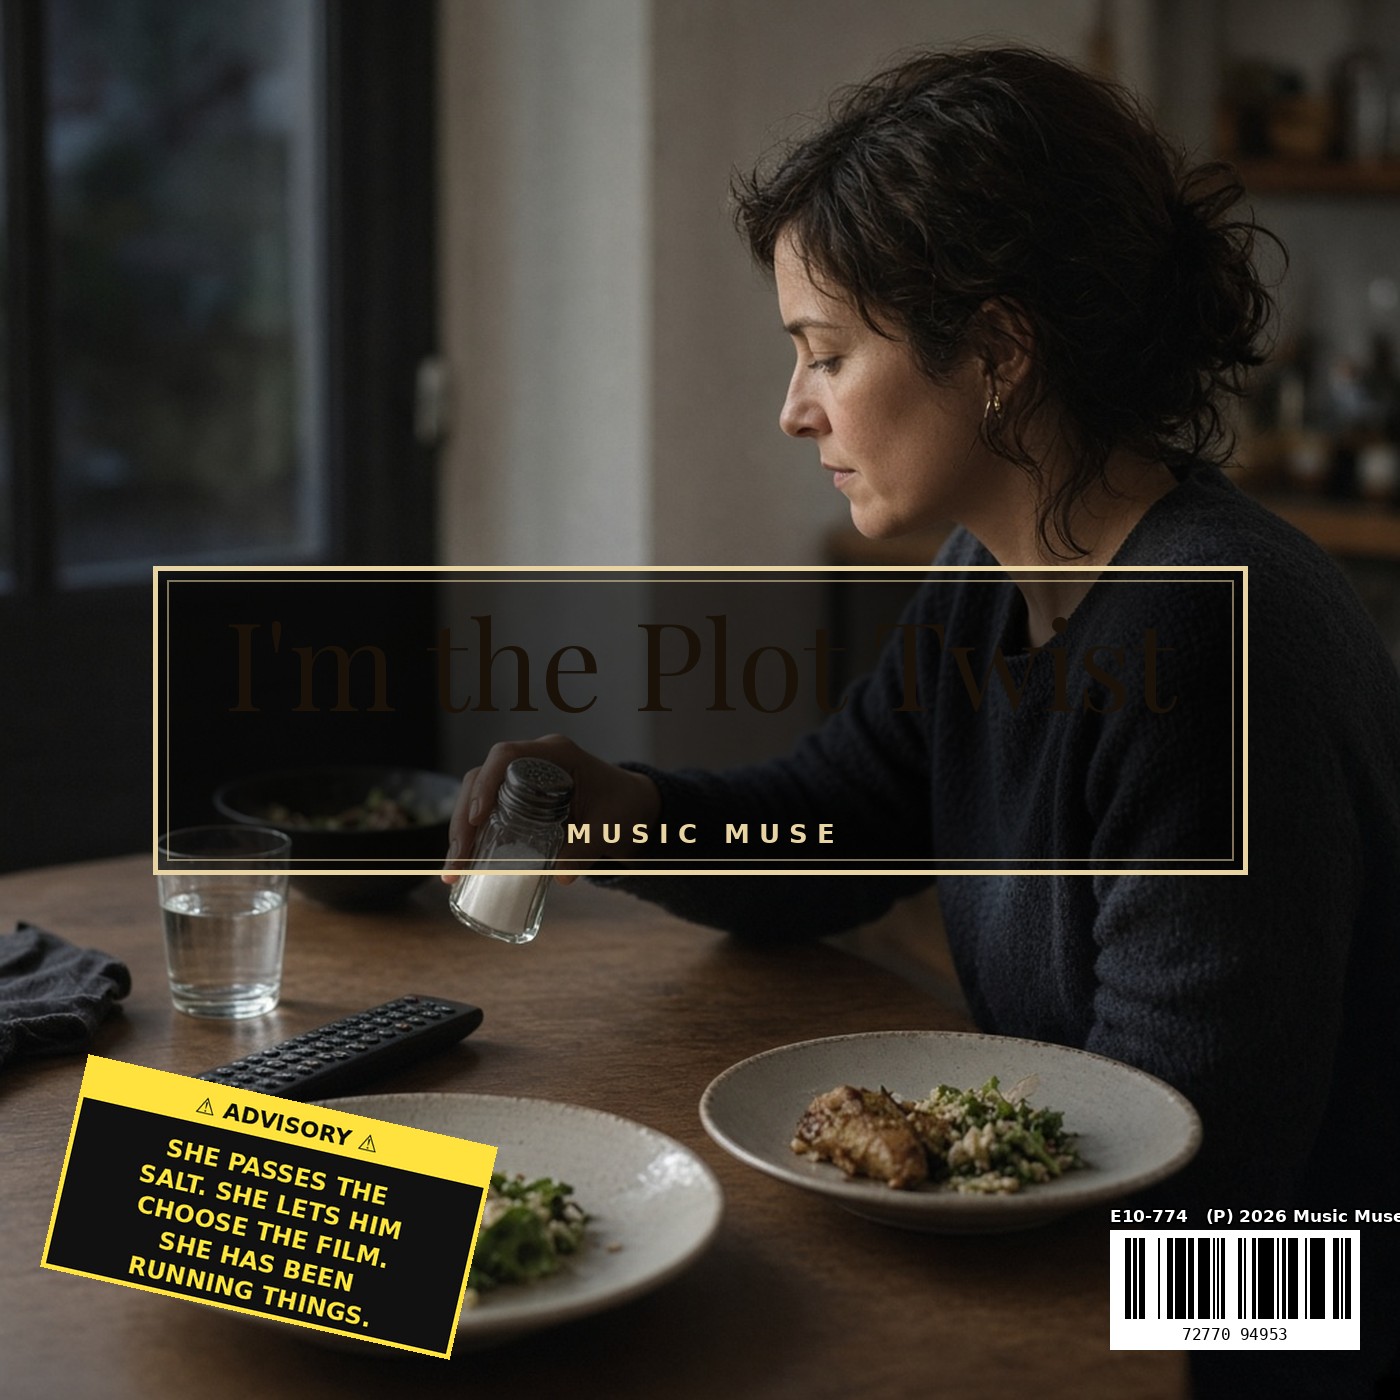 I'm the Plot Twist
MUSIC MUSE
⚠ ADVISORY ⚠
SHE PASSES THE
SALT. SHE LETS HIM
CHOOSE THE FILM.
SHE HAS BEEN
RUNNING THINGS.
E10-774 (P) 2026 Music Muse
72770 94953